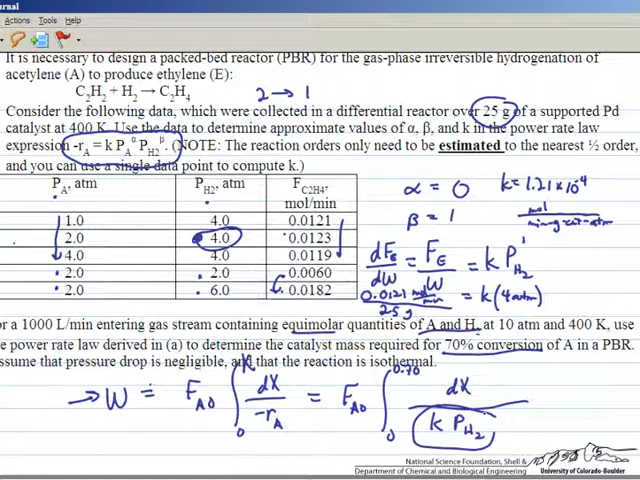 urnal
Actions Tools Help
It is necessary to design a packed-bed reactor (PBR) for the gas-phase irreversible hydrogenation of
acetylene (A) to produce ethylene (E):
C2H2 + H2 → C2H4 2 → 1
Consider the following data, which were collected in a differential reactor over 25 g of a supported Pd
catalyst at 400 K. Use the data to determine approximate values of α, β, and k in the power rate law
expression -rA = k PA^α PH2^β. (NOTE: The reaction orders only need to be estimated to the nearest ½ order,
and you can use a single data point to compute k.)
PA, atm PH2, atm FC2H4, mol/min
1.0 4.0 0.0121
2.0 4.0 0.0123
4.0 4.0 0.0119
2.0 2.0 0.0060
2.0 6.0 0.0182
α = 0 k = 1.21 × 10^-4
mol
β = 1
dFE/dW = FE/W = k PH2^1
0.0121 mol/min / 25 g = k (4 atm)
or a 1000 L/min entering gas stream containing equimolar quantities of A and H2 at 10 atm and 400 K, use
e power rate law derived in (a) to determine the catalyst mass required for 70% conversion of A in a PBR.
ssume that pressure drop is negligible, and that the reaction is isothermal.
→ W = FA0 ∫0^X dX/-rA = FA0 ∫0^0.70 dX/k PH2
National Science Foundation, Shell &
Department of Chemical and Biological Engineering
University of Colorado-Boulder